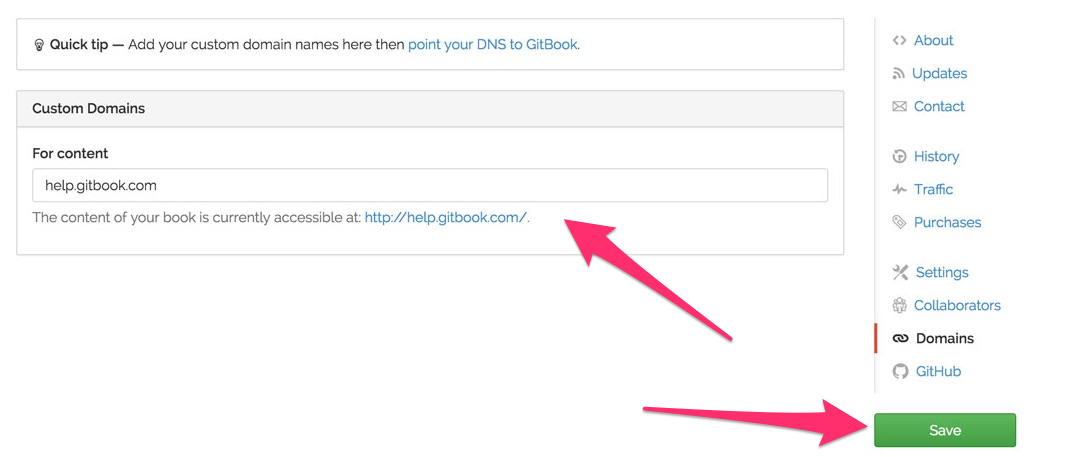 Quick tip — Add your custom domain names here then point your DNS to GitBook.
Custom Domains
For content
help.gitbook.com
The content of your book is currently accessible at: http://help.gitbook.com/.
About
Updates
Contact
History
Traffic
Purchases
Settings
Collaborators
Domains
GitHub
Save